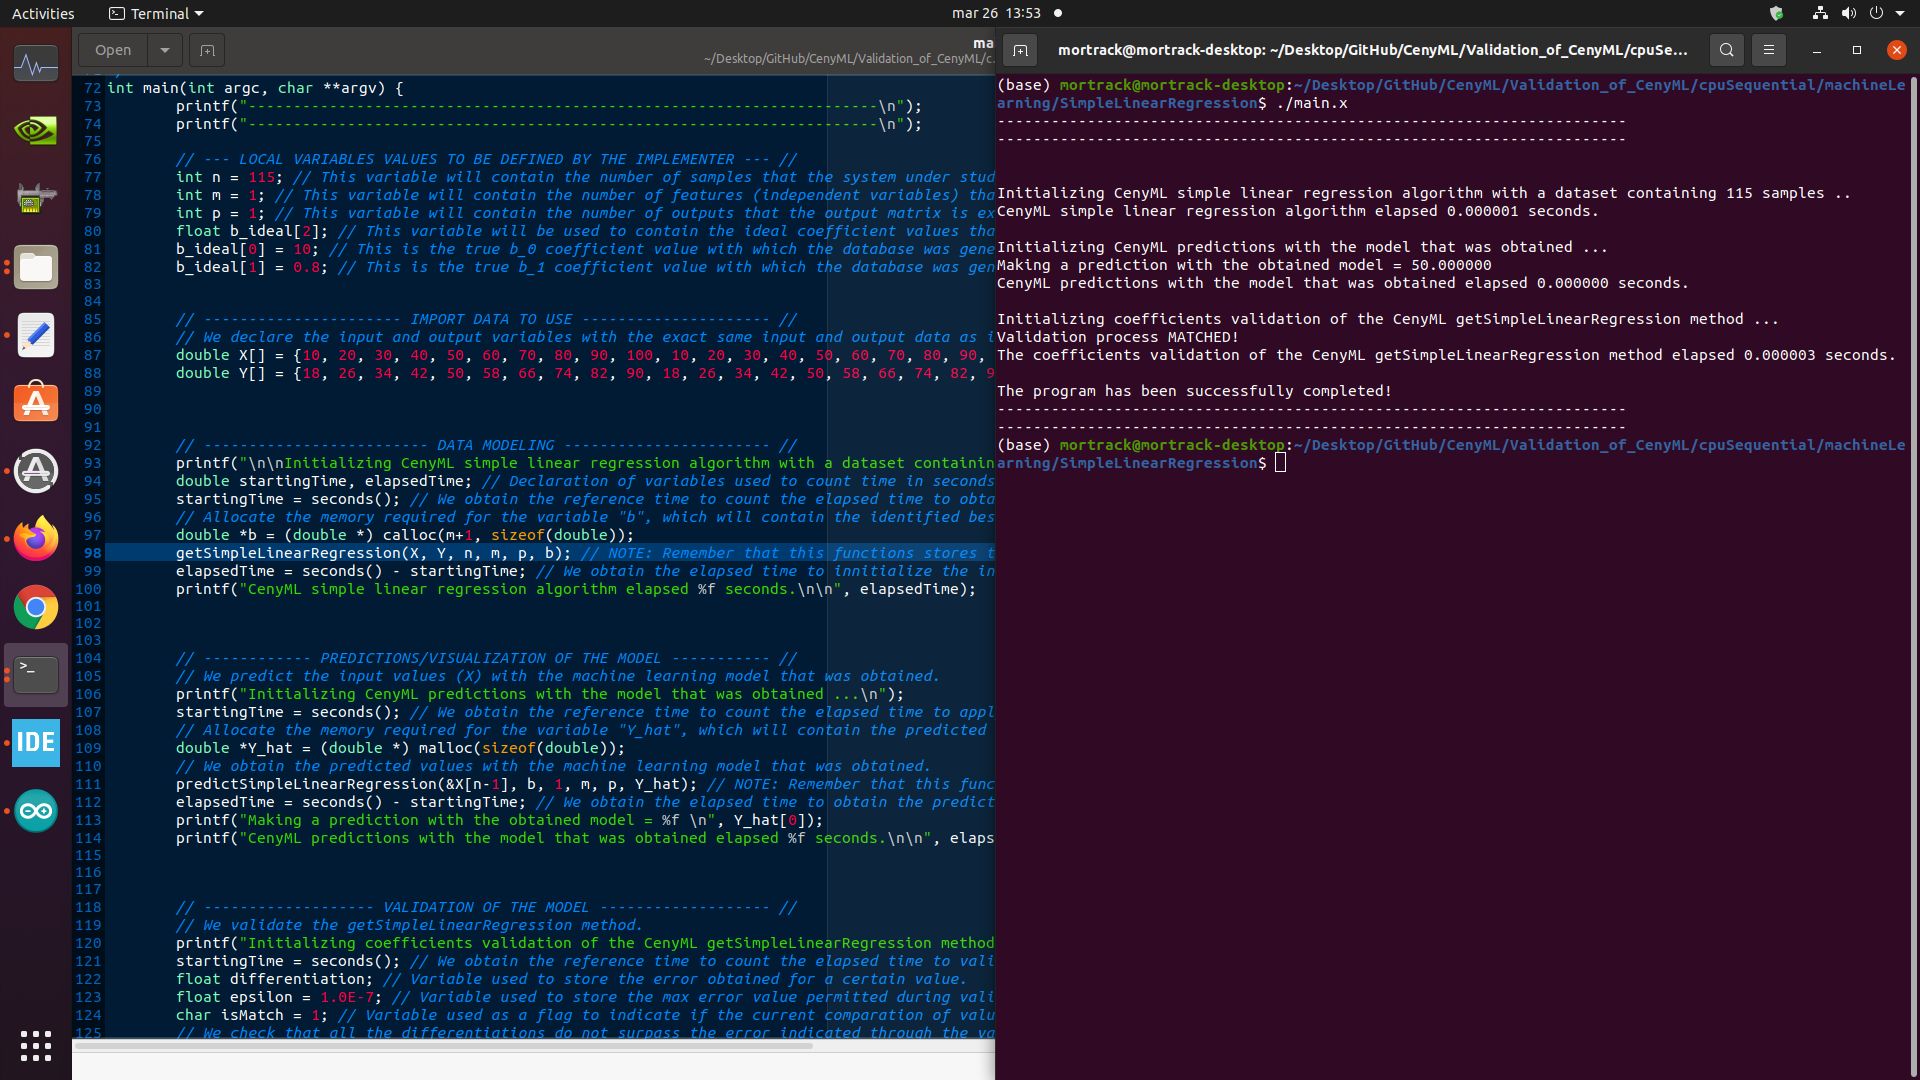 Activities
Terminal
mar 26 13:53
Open
ma
~/Desktop/GitHub/CenyML/Validation_of_CenyML/c
72 int main(int argc, char **argv) {
73 printf("----------------------------------------------------------------------\n");
74 printf("----------------------------------------------------------------------\n");
75
76 // --- LOCAL VARIABLES VALUES TO BE DEFINED BY THE IMPLEMENTER --- //
77 int n = 115; // This variable will contain the number of samples that the system under stud
78 int m = 1; // This variable will contain the number of features (independent variables) tha
79 int p = 1; // This variable will contain the number of outputs that the output matrix is ex
80 float b_ideal[2]; // This variable will be used to contain the ideal coefficient values tha
81 b_ideal[0] = 10; // This is the true b_0 coefficient value with which the database was gene
82 b_ideal[1] = 0.8; // This is the true b_1 coefficient value with which the database was gen
83
84
85 // ---------------------- IMPORT DATA TO USE --------------------- //
86 // We declare the input and output variables with the exact same input and output data as i
87 double X[] = {10, 20, 30, 40, 50, 60, 70, 80, 90, 100, 10, 20, 30, 40, 50, 60, 70, 80, 90,
88 double Y[] = {18, 26, 34, 42, 50, 58, 66, 74, 82, 90, 18, 26, 34, 42, 50, 58, 66, 74, 82, 9
89
90
91
92 // ------------------------- DATA MODELING ----------------------- //
93 printf("\n\nInitializing CenyML simple linear regression algorithm with a dataset containin
94 double startingTime, elapsedTime; // Declaration of variables used to count time in seconds
95 startingTime = seconds(); // We obtain the reference time to count the elapsed time to obta
96 // Allocate the memory required for the variable "b", which will contain the identified bes
97 double *b = (double *) calloc(m+1, sizeof(double));
98 getSimpleLinearRegression(X, Y, n, m, p, b); // NOTE: Remember that this functions stores t
99 elapsedTime = seconds() - startingTime; // We obtain the elapsed time to innitialize the in
100 printf("CenyML simple linear regression algorithm elapsed %f seconds.\n\n", elapsedTime);
101
102
103
104 // ------------ PREDICTIONS/VISUALIZATION OF THE MODEL ----------- //
105 // We predict the input values (X) with the machine learning model that was obtained.
106 printf("Initializing CenyML predictions with the model that was obtained ...\n");
107 startingTime = seconds(); // We obtain the reference time to count the elapsed time to appl
108 // Allocate the memory required for the variable "Y_hat", which will contain the predicted
109 double *Y_hat = (double *) malloc(sizeof(double));
110 // We obtain the predicted values with the machine learning model that was obtained.
111 predictSimpleLinearRegression(&X[n-1], b, 1, m, p, Y_hat); // NOTE: Remember that this func
112 elapsedTime = seconds() - startingTime; // We obtain the elapsed time to obtain the predict
113 printf("Making a prediction with the obtained model = %f \n", Y_hat[0]);
114 printf("CenyML predictions with the model that was obtained elapsed %f seconds.\n\n", elaps
115
116
117
118 // ------------------- VALIDATION OF THE MODEL ------------------- //
119 // We validate the getSimpleLinearRegression method.
120 printf("Initializing coefficients validation of the CenyML getSimpleLinearRegression method
121 startingTime = seconds(); // We obtain the reference time to count the elapsed time to vali
122 float differentiation; // Variable used to store the error obtained for a certain value.
123 float epsilon = 1.0E-7; // Variable used to store the max error value permitted during vali
124 char isMatch = 1; // Variable used as a flag to indicate if the current comparation of valu
125 // We check that all the differentiations do not surpass the error indicated through the va
IDE
mortrack@mortrack-desktop: ~/Desktop/GitHub/CenyML/Validation_of_CenyML/cpuSe...
(base) mortrack@mortrack-desktop:~/Desktop/GitHub/CenyML/Validation_of_CenyML/cpuSequential/machineLe
arning/SimpleLinearRegression$ ./main.x
----------------------------------------------------------------------
----------------------------------------------------------------------
Initializing CenyML simple linear regression algorithm with a dataset containing 115 samples ..
CenyML simple linear regression algorithm elapsed 0.000001 seconds.
Initializing CenyML predictions with the model that was obtained ...
Making a prediction with the obtained model = 50.000000
CenyML predictions with the model that was obtained elapsed 0.000000 seconds.
Initializing coefficients validation of the CenyML getSimpleLinearRegression method ...
Validation process MATCHED!
The coefficients validation of the CenyML getSimpleLinearRegression method elapsed 0.000003 seconds.
The program has been successfully completed!
----------------------------------------------------------------------
----------------------------------------------------------------------
(base) mortrack@mortrack-desktop:~/Desktop/GitHub/CenyML/Validation_of_CenyML/cpuSequential/machineLe
arning/SimpleLinearRegression$